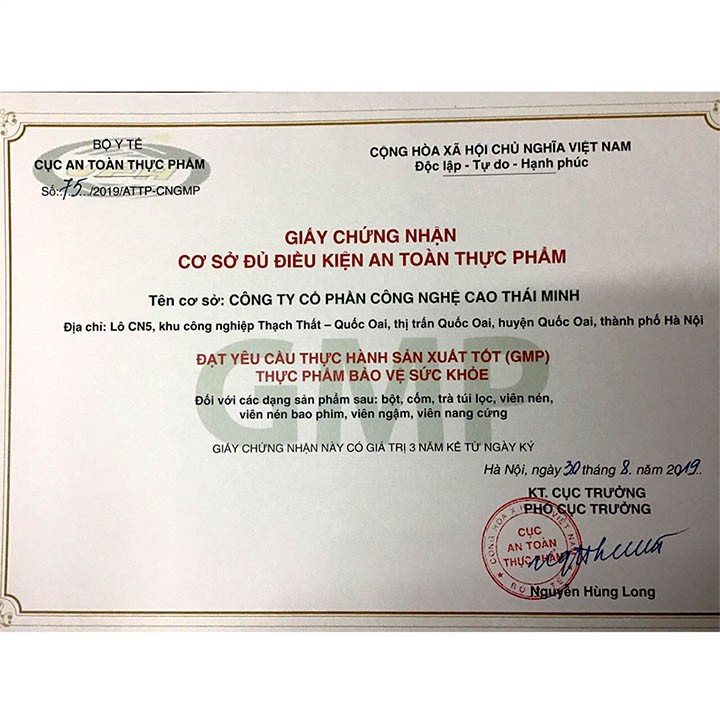 BỘ Y TẾ
CỤC AN TOÀN THỰC PHẨM
Số:.75.../2019/ATTP-CNGMP
CỘNG HÒA XÃ HỘI CHỦ NGHĨA VIỆT NAM
Độc lập - Tự do - Hạnh phúc
GIẤY CHỨNG NHẬN
CƠ SỞ ĐỦ ĐIỀU KIỆN AN TOÀN THỰC PHẨM
Tên cơ sở: CÔNG TY CỔ PHẦN CÔNG NGHỆ CAO THÁI MINH
Địa chỉ: Lô CN5, khu công nghiệp Thạch Thất – Quốc Oai, thị trấn Quốc Oai, huyện Quốc Oai, thành phố Hà Nội
GMP
ĐẠT YÊU CẦU THỰC HÀNH SẢN XUẤT TỐT (GMP)
THỰC PHẨM BẢO VỆ SỨC KHỎE
Đối với các dạng sản phẩm sau: bột, cốm, trà túi lọc, viên nén,
viên nén bao phim, viên ngậm, viên nang cứng
GIẤY CHỨNG NHẬN NÀY CÓ GIÁ TRỊ 3 NĂM KỂ TỪ NGÀY KÝ
Hà Nội, ngày 30 tháng 8. năm 2019..
KT. CỤC TRƯỞNG
PHÓ CỤC TRƯỞNG
CỘNG HÒA X.H.C.N VIỆT NAM
CỤC
AN TOÀN
THỰC PHẨM
BỘ Y TẾ
Nguyễn Hùng Long